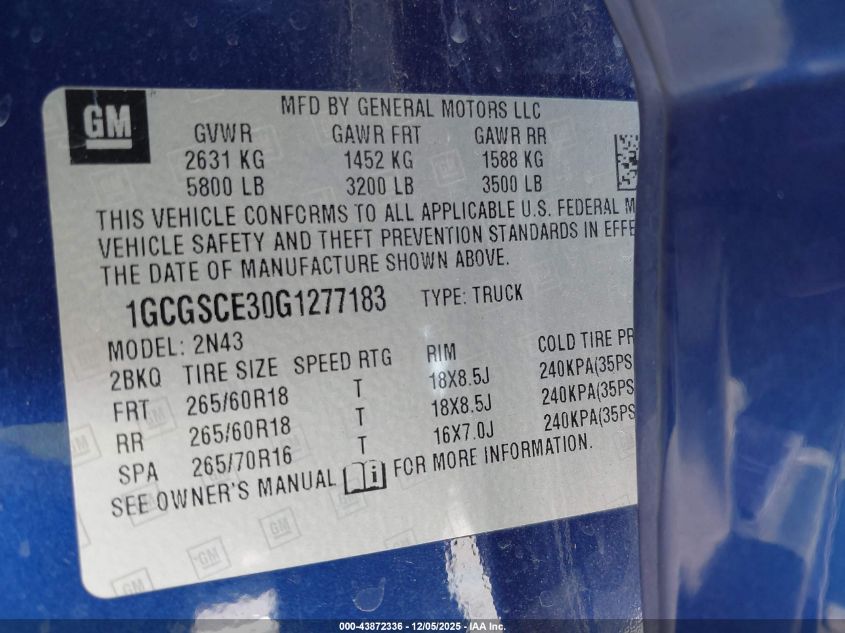 GM
MFD BY GENERAL MOTORS LLC
GVWR GAWR FRT GAWR RR
2631 KG 1452 KG 1588 KG
5800 LB 3200 LB 3500 LB
THIS VEHICLE CONFORMS TO ALL APPLICABLE U.S. FEDERAL M
VEHICLE SAFETY AND THEFT PREVENTION STANDARDS IN EFFE
THE DATE OF MANUFACTURE SHOWN ABOVE.
1GCGSCE30G1277183 TYPE: TRUCK
MODEL: 2N43
2BKQ TIRE SIZE SPEED RTG RIM COLD TIRE PR
FRT 265/60R18 T 18X8.5J 240KPA(35PS
RR 265/60R18 T 18X8.5J 240KPA(35PS
SPA 265/70R16 T 16X7.0J 240KPA(35PS
SEE OWNER'S MANUAL FOR MORE INFORMATION.
000-43872336 - 12/05/2025 - IAA Inc.